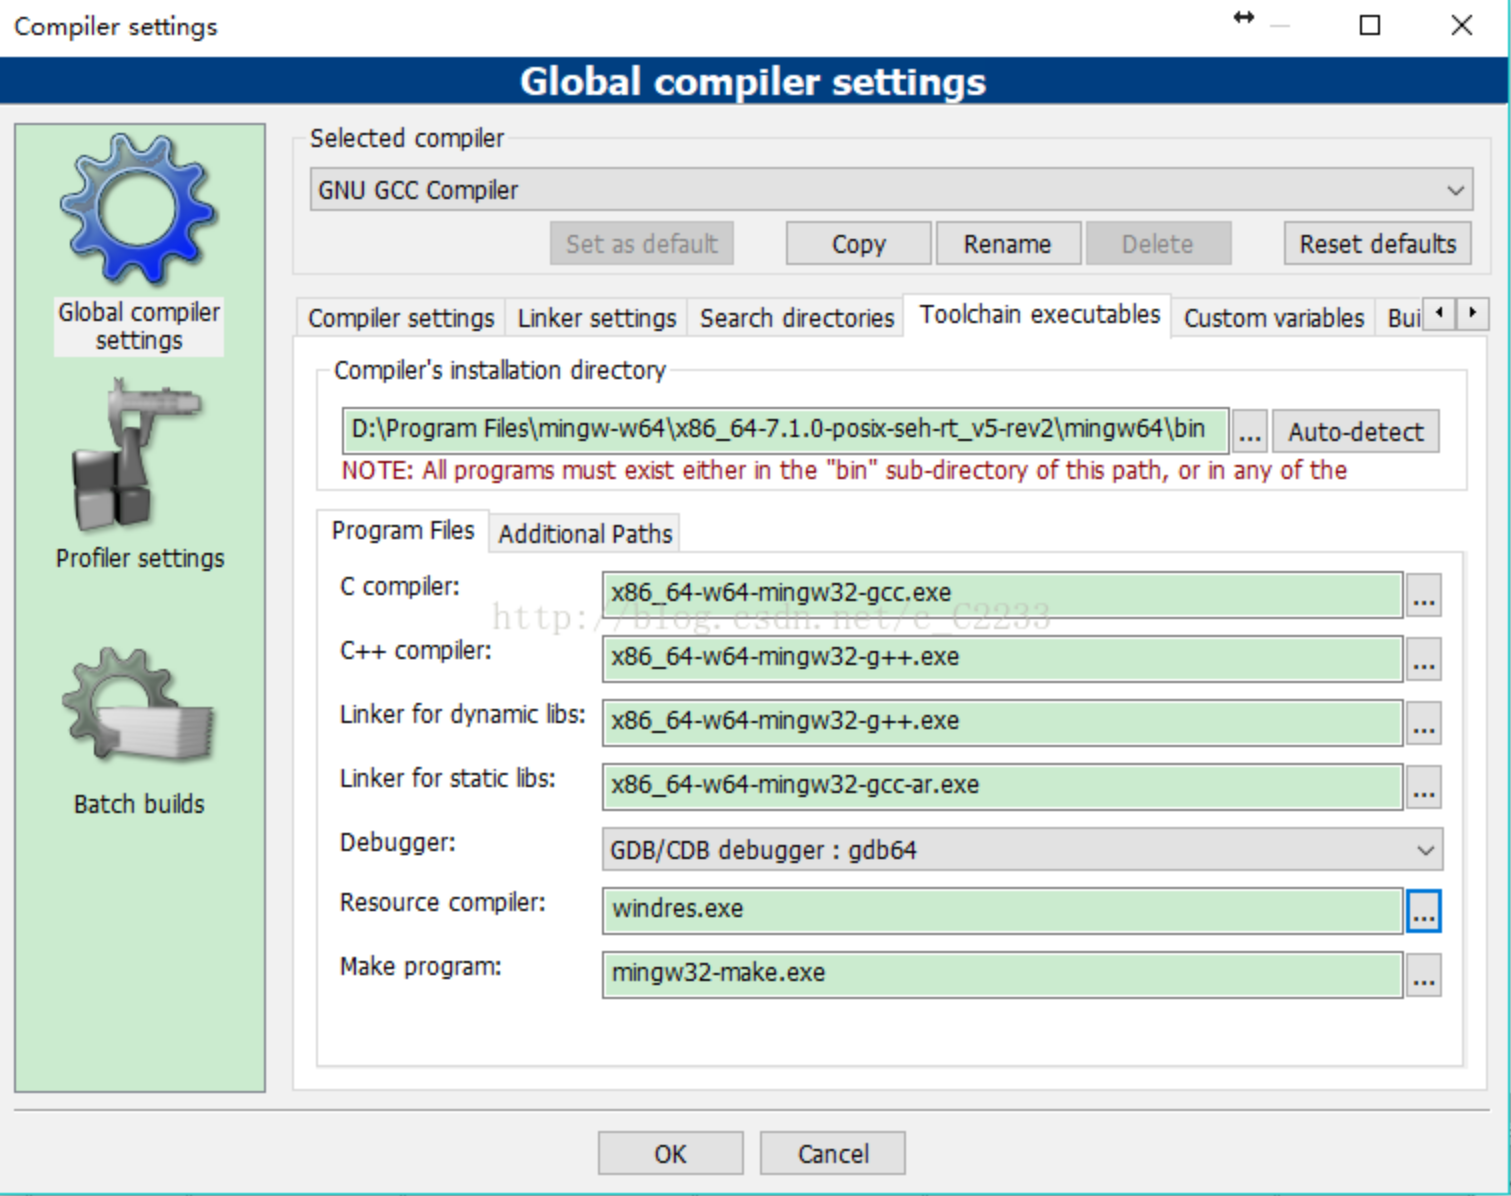 Compiler settings
Global compiler settings
Global compiler
settings
Profiler settings
Batch builds
Selected compiler
GNU GCC Compiler
Set as default
Copy
Rename
Delete
Reset defaults
Compiler settings
Linker settings
Search directories
Toolchain executables
Custom variables
Bui
Compiler's installation directory
D:\Program Files\mingw-w64\x86_64-7.1.0-posix-seh-rt_v5-rev2\mingw64\bin
...
Auto-detect
NOTE: All programs must exist either in the "bin" sub-directory of this path, or in any of the
Program Files
Additional Paths
C compiler:
x86_64-w64-mingw32-gcc.exe
...
http://blog.csdn.net/c_C2233
C++ compiler:
x86_64-w64-mingw32-g++.exe
...
Linker for dynamic libs:
x86_64-w64-mingw32-g++.exe
...
Linker for static libs:
x86_64-w64-mingw32-gcc-ar.exe
...
Debugger:
GDB/CDB debugger : gdb64
Resource compiler:
windres.exe
...
Make program:
mingw32-make.exe
...
OK
Cancel